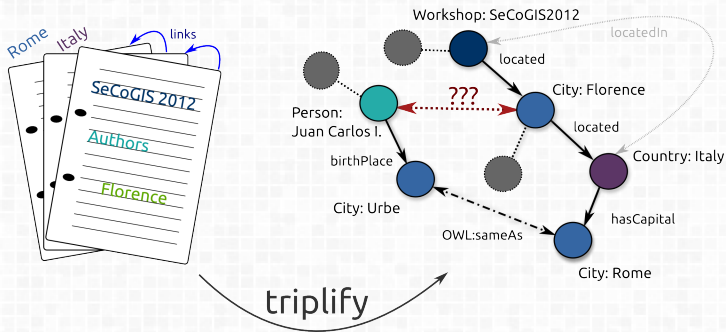 Rome
Italy
links
SeCoGIS 2012
Authors
Florence
triplify
Workshop: SeCoGIS2012
locatedIn
located
City: Florence
???
Person:
Juan Carlos I.
located
Country: Italy
birthPlace
City: Urbe
hasCapital
OWL:sameAs
City: Rome